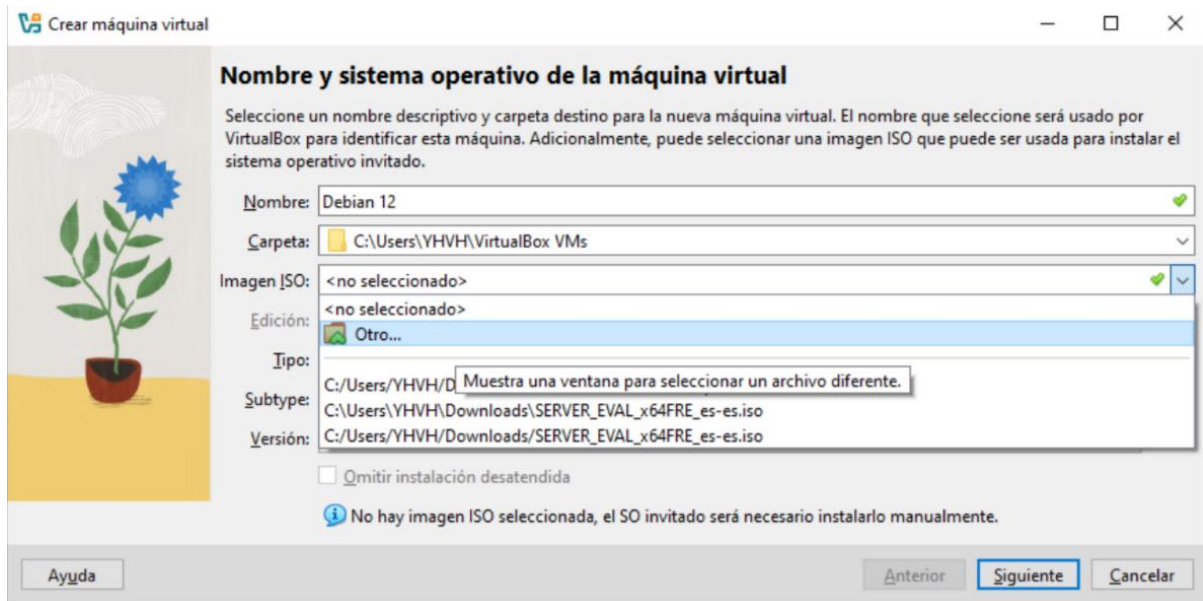 Crear máquina virtual
Nombre y sistema operativo de la máquina virtual
Seleccione un nombre descriptivo y carpeta destino para la nueva máquina virtual. El nombre que seleccione será usado por
VirtualBox para identificar esta máquina. Adicionalmente, puede seleccionar una imagen ISO que puede ser usada para instalar el
sistema operativo invitado.
Nombre: Debian 12
Carpeta: C:\Users\YHVH\VirtualBox VMs
Imagen ISO: <no seleccionado>
<no seleccionado>
Edición:
Otro...
Tipo:
C:/Users/YHVH/D
Muestra una ventana para seleccionar un archivo diferente.
Subtype: C:\Users\YHVH\Downloads\SERVER_EVAL_x64FRE_es-es.iso
Versión: C:/Users/YHVH/Downloads/SERVER_EVAL_x64FRE_es-es.iso
Omitir instalación desatendida
No hay imagen ISO seleccionada, el SO invitado será necesario instalarlo manualmente.
Ayuda Anterior Siguiente Cancelar